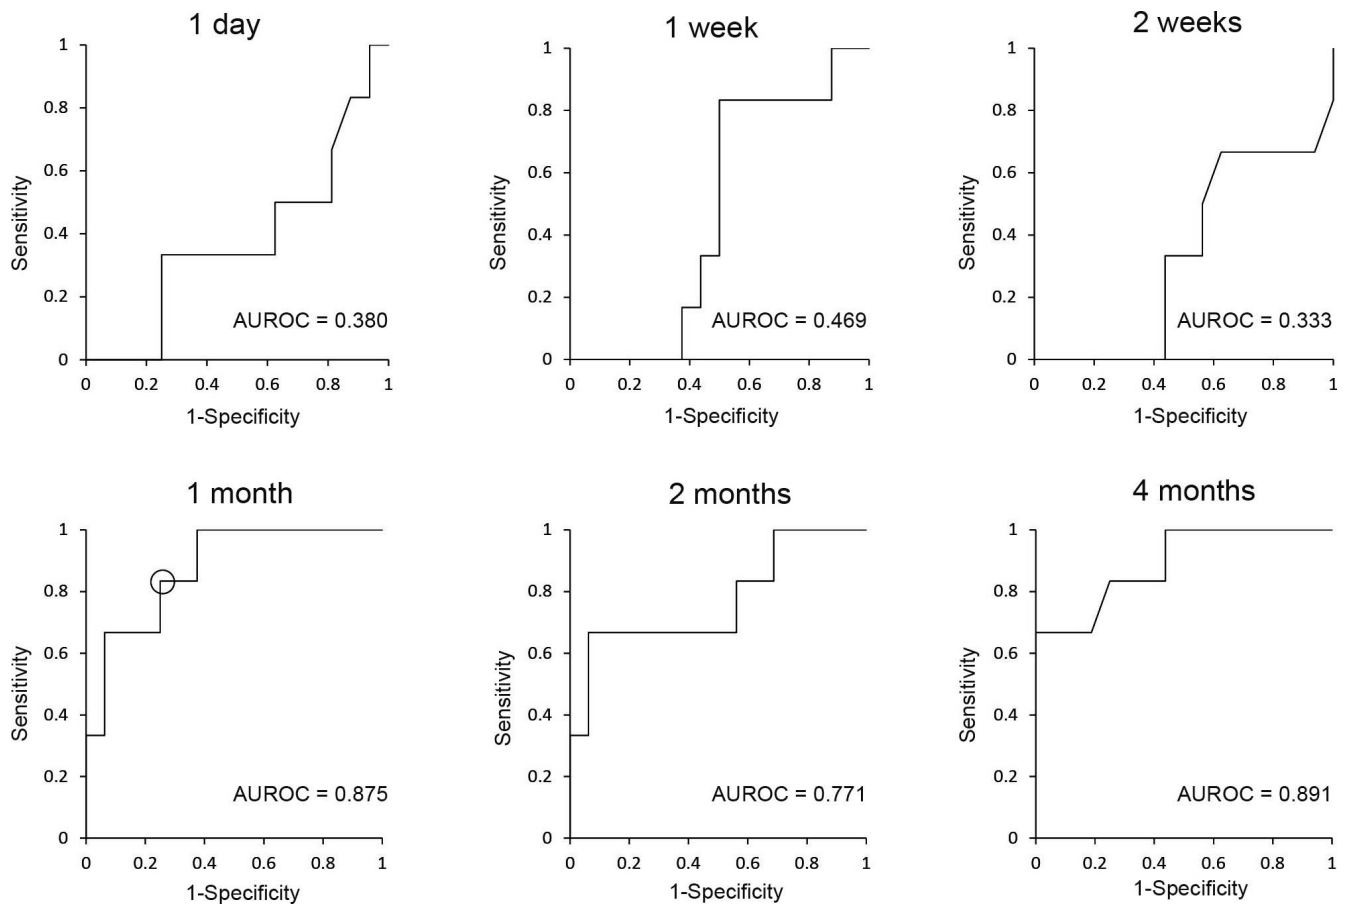 1 day
1
0.8
0.6
0.4
0.2
0
Sensitivity
AUROC = 0.380
0 0.2 0.4 0.6 0.8 1
1-Specificity
1 week
1
0.8
0.6
0.4
0.2
0
Sensitivity
AUROC = 0.469
0 0.2 0.4 0.6 0.8 1
1-Specificity
2 weeks
1
0.8
0.6
0.4
0.2
0
Sensitivity
AUROC = 0.333
0 0.2 0.4 0.6 0.8 1
1-Specificity
1 month
1
0.8
0.6
0.4
0.2
0
Sensitivity
AUROC = 0.875
0 0.2 0.4 0.6 0.8 1
1-Specificity
2 months
1
0.8
0.6
0.4
0.2
0
Sensitivity
AUROC = 0.771
0 0.2 0.4 0.6 0.8 1
1-Specificity
4 months
1
0.8
0.6
0.4
0.2
0
Sensitivity
AUROC = 0.891
0 0.2 0.4 0.6 0.8 1
1-Specificity